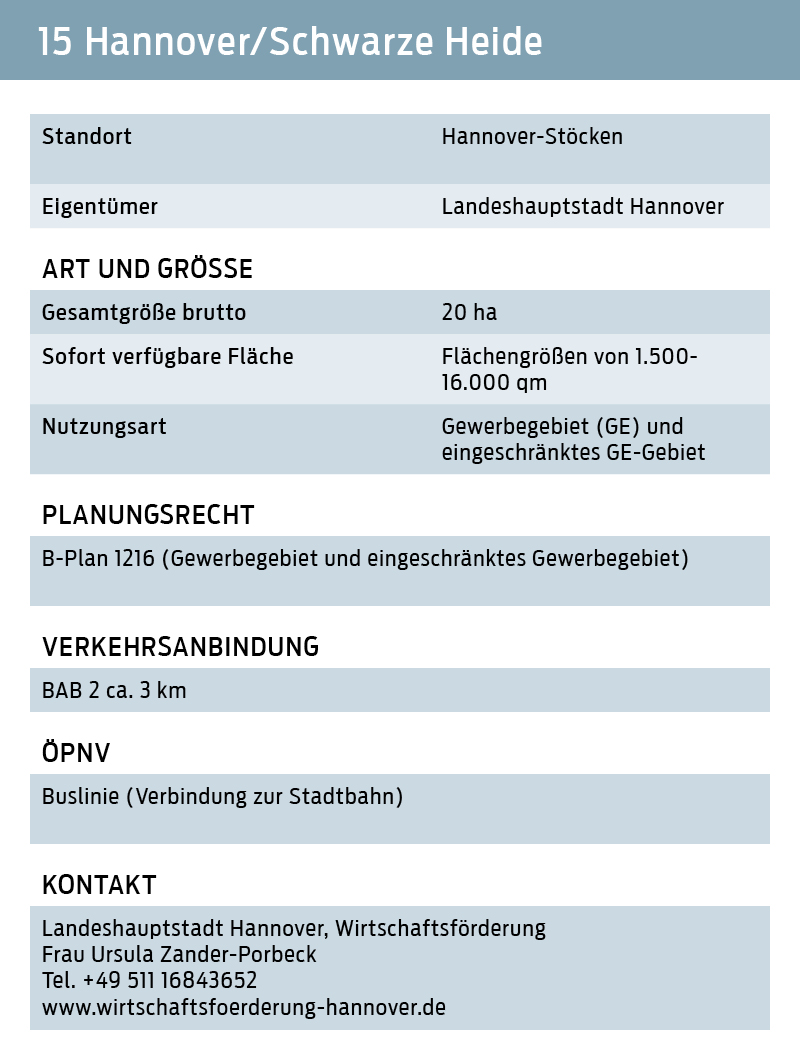 15 Hannover/Schwarze Heide
Standort Hannover-Stöcken
Eigentümer Landeshauptstadt Hannover
ART UND GRÖSSE
Gesamtgröße brutto 20 ha
Sofort verfügbare Fläche Flächengrößen von 1.500-
16.000 qm
Nutzungsart Gewerbegebiet (GE) und
eingeschränktes GE-Gebiet
PLANUNGSRECHT
B-Plan 1216 (Gewerbegebiet und eingeschränktes Gewerbegebiet)
VERKEHRSANBINDUNG
BAB 2 ca. 3 km
ÖPNV
Buslinie (Verbindung zur Stadtbahn)
KONTAKT
Landeshauptstadt Hannover, Wirtschaftsförderung
Frau Ursula Zander-Porbeck
Tel. +49 511 16843652
www.wirtschaftsfoerderung-hannover.de